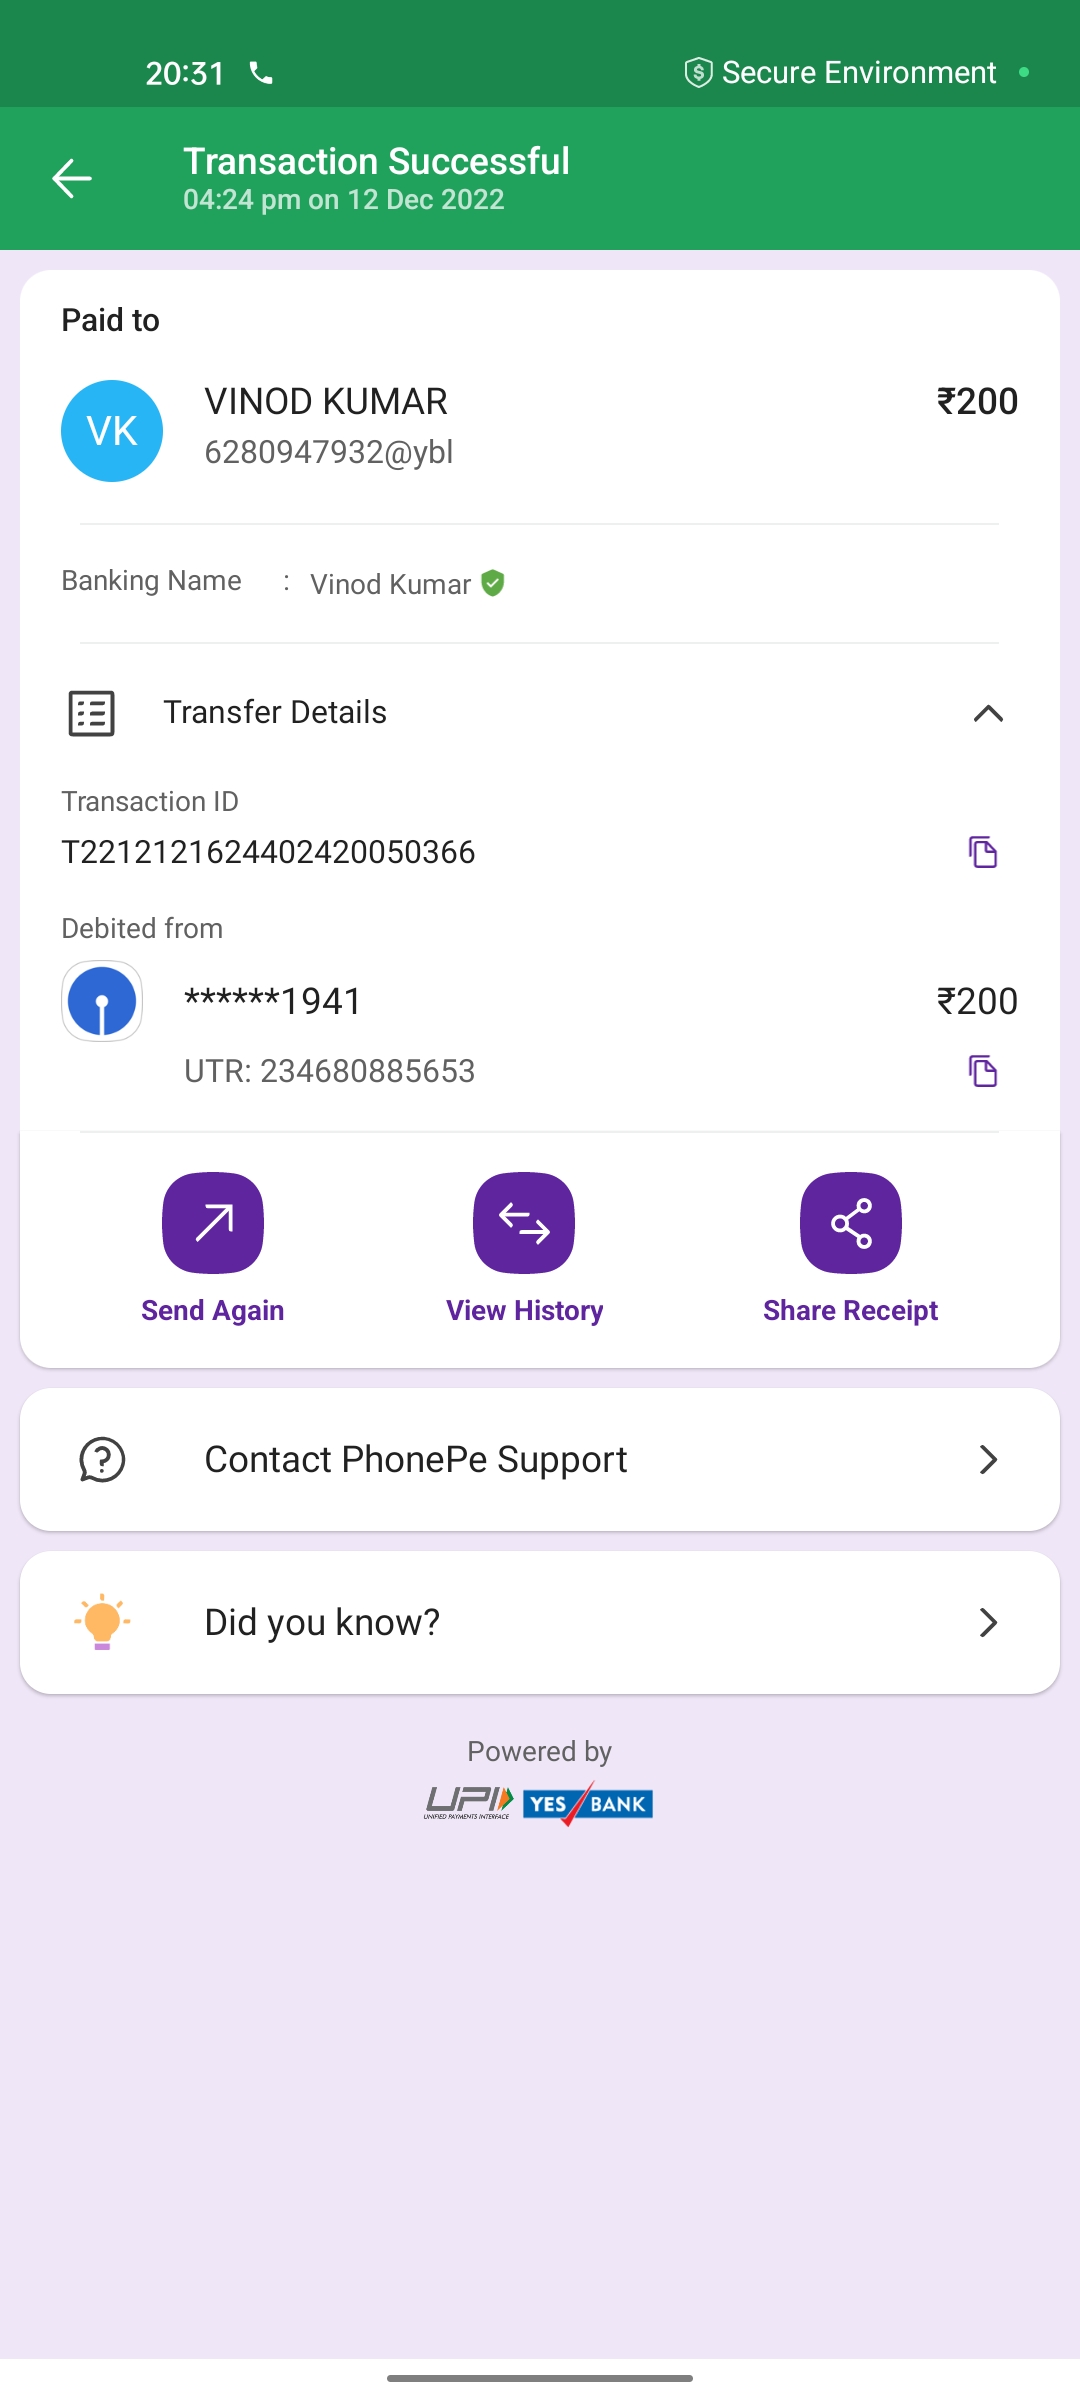 20:31
Secure Environment
Transaction Successful
04:24 pm on 12 Dec 2022
Paid to
VK
VINOD KUMAR
₹200
6280947932@ybl
Banking Name : Vinod Kumar
Transfer Details
Transaction ID
T2212121624402420050366
Debited from
******1941
₹200
UTR: 234680885653
Send Again
View History
Share Receipt
Contact PhonePe Support
Did you know?
Powered by
UPI
UNIFIED PAYMENTS INTERFACE
YES BANK